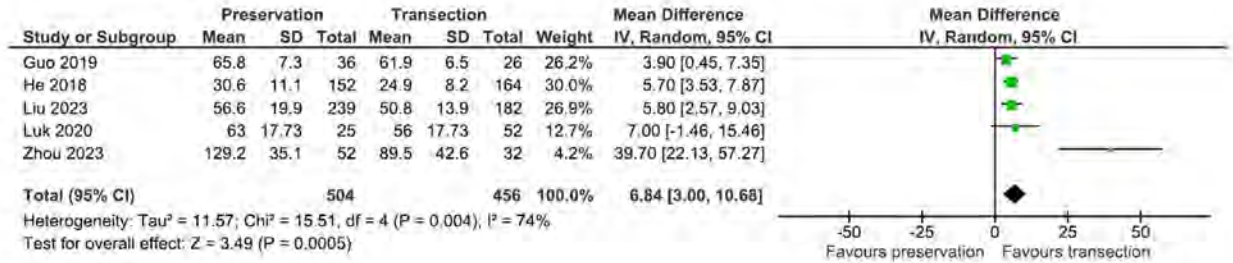 Preservation Transection Mean Difference Mean Difference
Study or Subgroup Mean SD Total Mean SD Total Weight IV, Random, 95% CI IV, Random, 95% CI
Guo 2019 65.8 7.3 36 61.9 6.5 26 26.2% 3.90 [0.45, 7.35]
He 2018 30.6 11.1 152 24.9 8.2 164 30.0% 5.70 [3.53, 7.87]
Liu 2023 56.6 19.9 239 50.8 13.9 182 26.9% 5.80 [2.57, 9.03]
Luk 2020 63 17.73 25 56 17.73 52 12.7% 7.00 [-1.46, 15.46]
Zhou 2023 129.2 35.1 52 89.5 42.6 32 4.2% 39.70 [22.13, 57.27]
Total (95% CI) 504 456 100.0% 6.84 [3.00, 10.68]
Heterogeneity: Tau² = 11.57; Chi² = 15.51, df = 4 (P = 0.004); I² = 74%
Test for overall effect: Z = 3.49 (P = 0.0005)
-50 -25 0 25 50
Favours preservation Favours transection